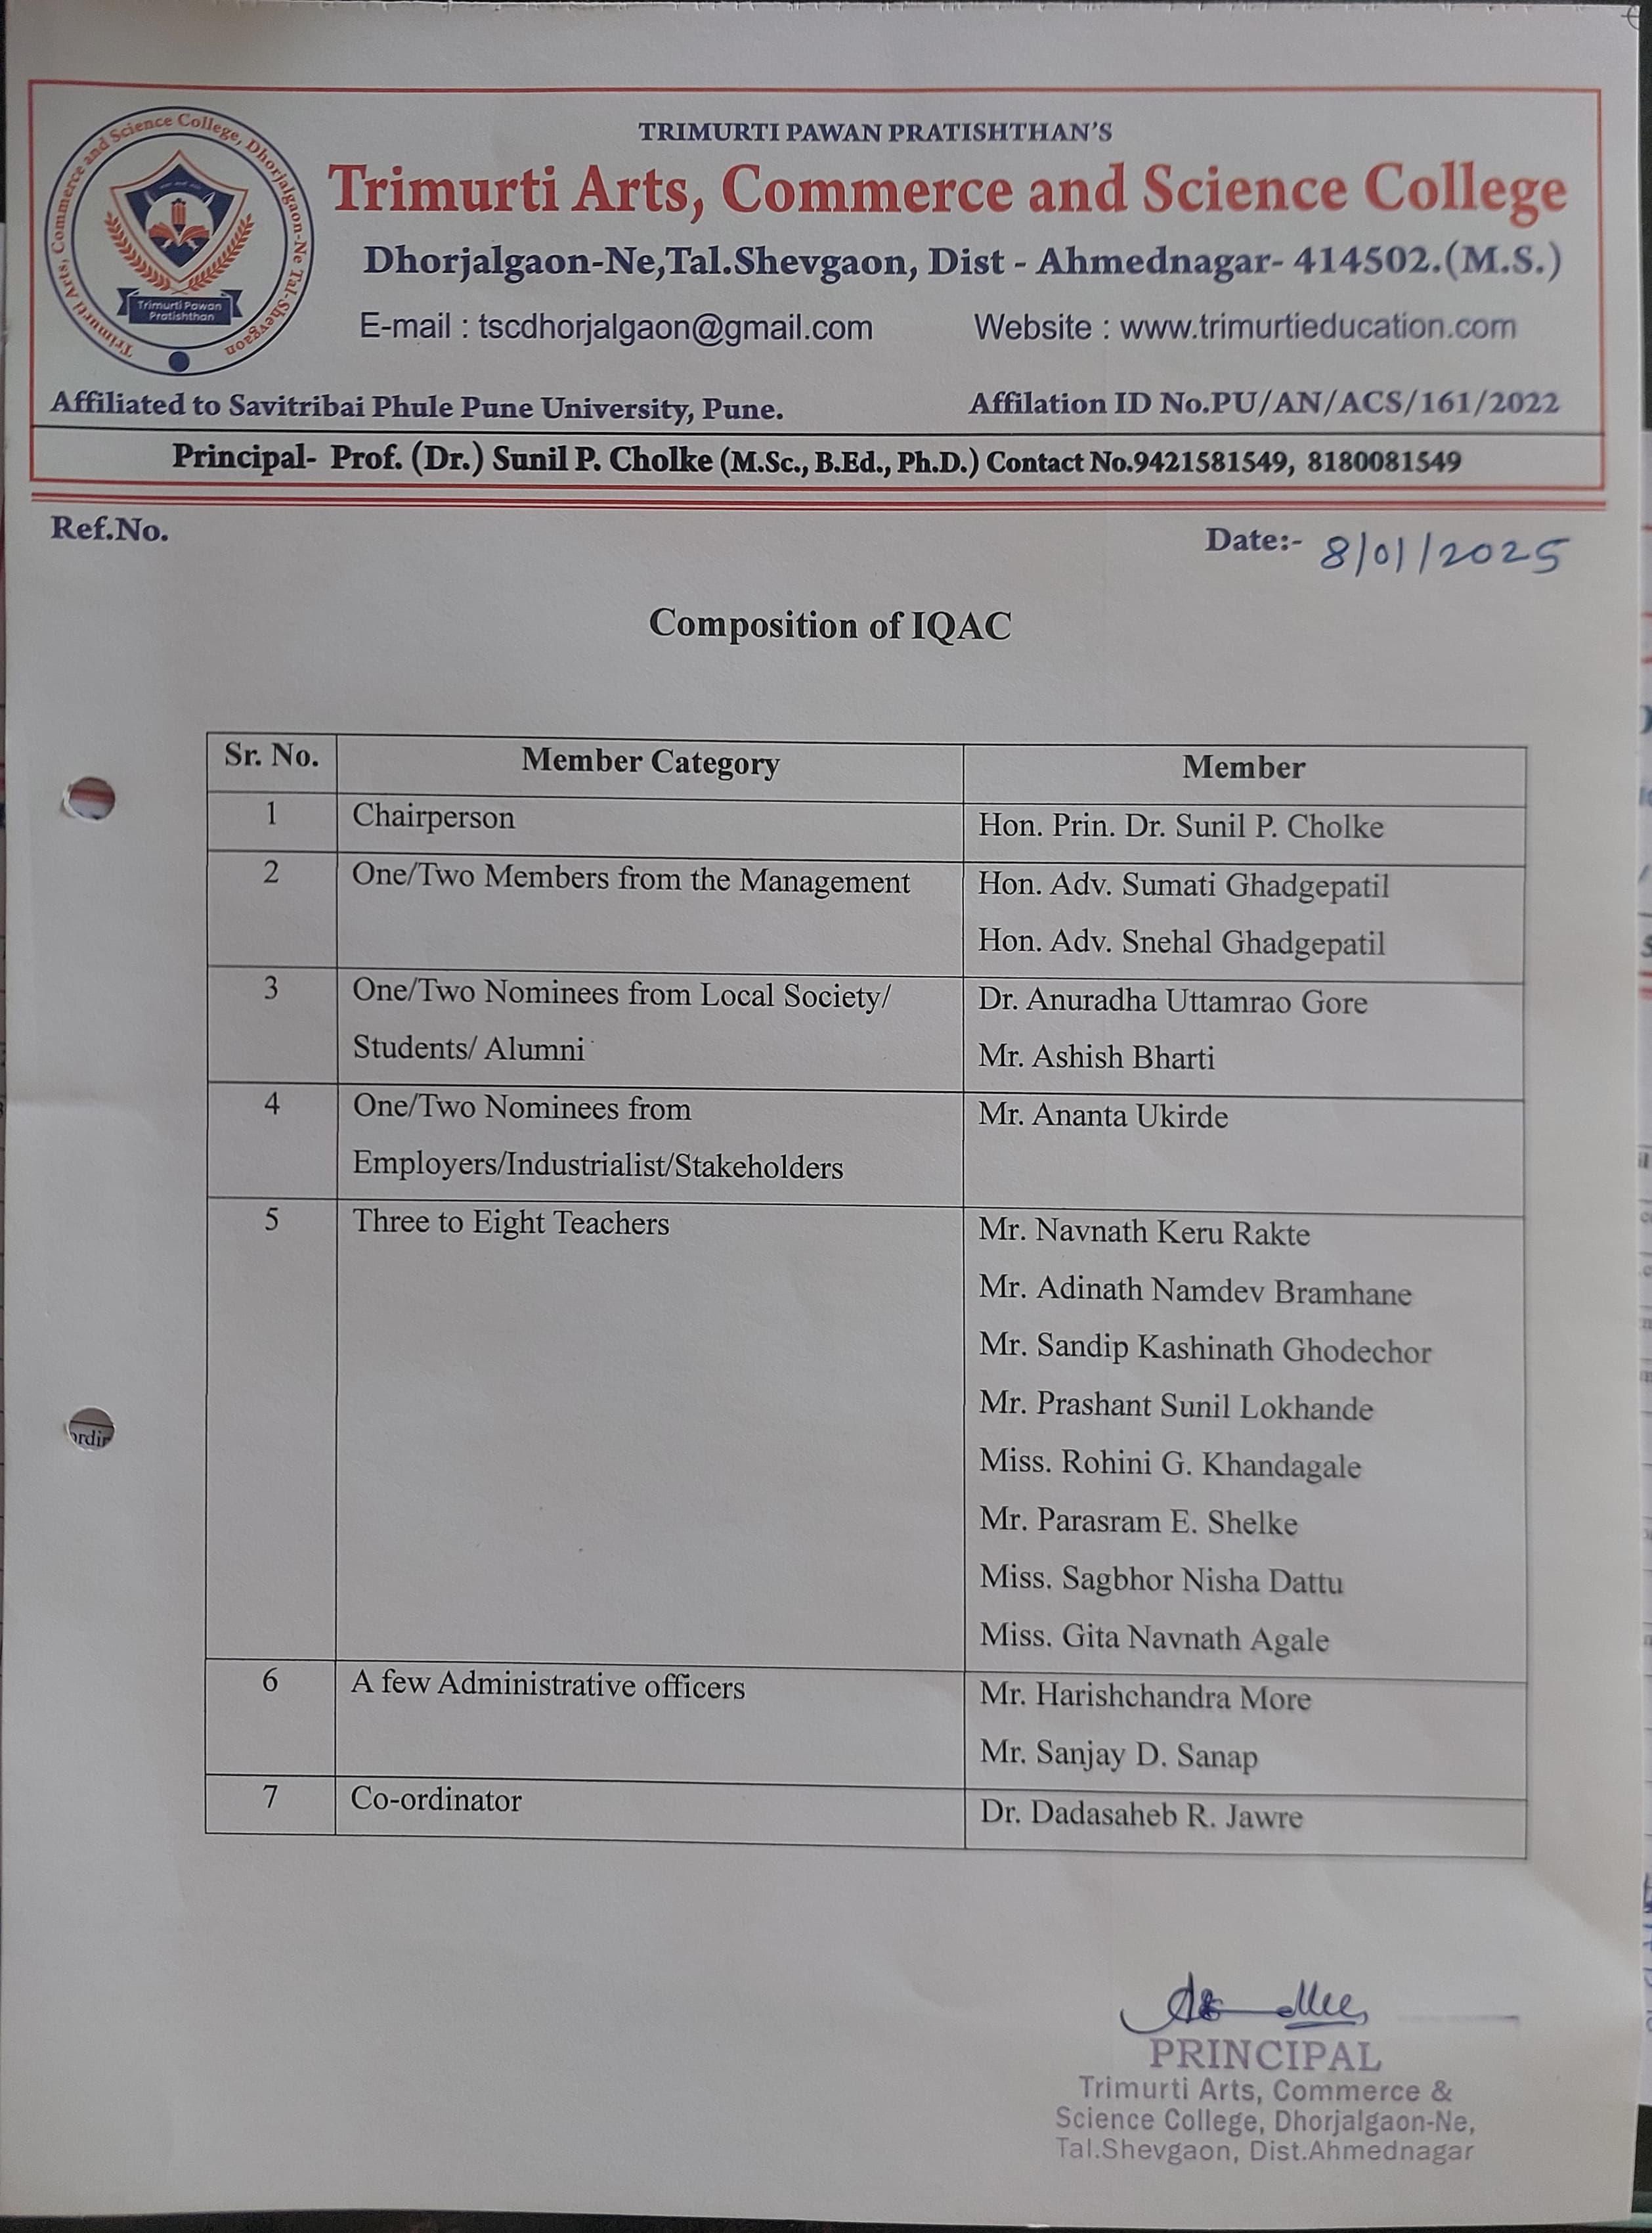 Trimurti Arts, Commerce and Science College, Dhorjalgaon-Ne Tal-Shevgaon
Trimurti Pawan
Pratishthan
TRIMURTI PAWAN PRATISHTHAN'S
Trimurti Arts, Commerce and Science College
Dhorjalgaon-Ne,Tal.Shevgaon, Dist - Ahmednagar- 414502.(M.S.)
E-mail : tscdhorjalgaon@gmail.com Website : www.trimurtieducation.com
Affiliated to Savitribai Phule Pune University, Pune. Affilation ID No.PU/AN/ACS/161/2022
Principal- Prof. (Dr.) Sunil P. Cholke (M.Sc., B.Ed., Ph.D.) Contact No.9421581549, 8180081549
Ref.No. Date:- 8/01/2025
Composition of IQAC
Sr. No. Member Category Member
1 Chairperson Hon. Prin. Dr. Sunil P. Cholke
2 One/Two Members from the Management Hon. Adv. Sumati Ghadgepatil
Hon. Adv. Snehal Ghadgepatil
3 One/Two Nominees from Local Society/ Dr. Anuradha Uttamrao Gore
Students/ Alumni Mr. Ashish Bharti
4 One/Two Nominees from Mr. Ananta Ukirde
Employers/Industrialist/Stakeholders
5 Three to Eight Teachers Mr. Navnath Keru Rakte
Mr. Adinath Namdev Bramhane
Mr. Sandip Kashinath Ghodechor
Mr. Prashant Sunil Lokhande
Miss. Rohini G. Khandagale
Mr. Parasram E. Shelke
Miss. Sagbhor Nisha Dattu
Miss. Gita Navnath Agale
6 A few Administrative officers Mr. Harishchandra More
Mr. Sanjay D. Sanap
7 Co-ordinator Dr. Dadasaheb R. Jawre
PRINCIPAL
Trimurti Arts, Commerce &
Science College, Dhorjalgaon-Ne,
Tal.Shevgaon, Dist.Ahmednagar